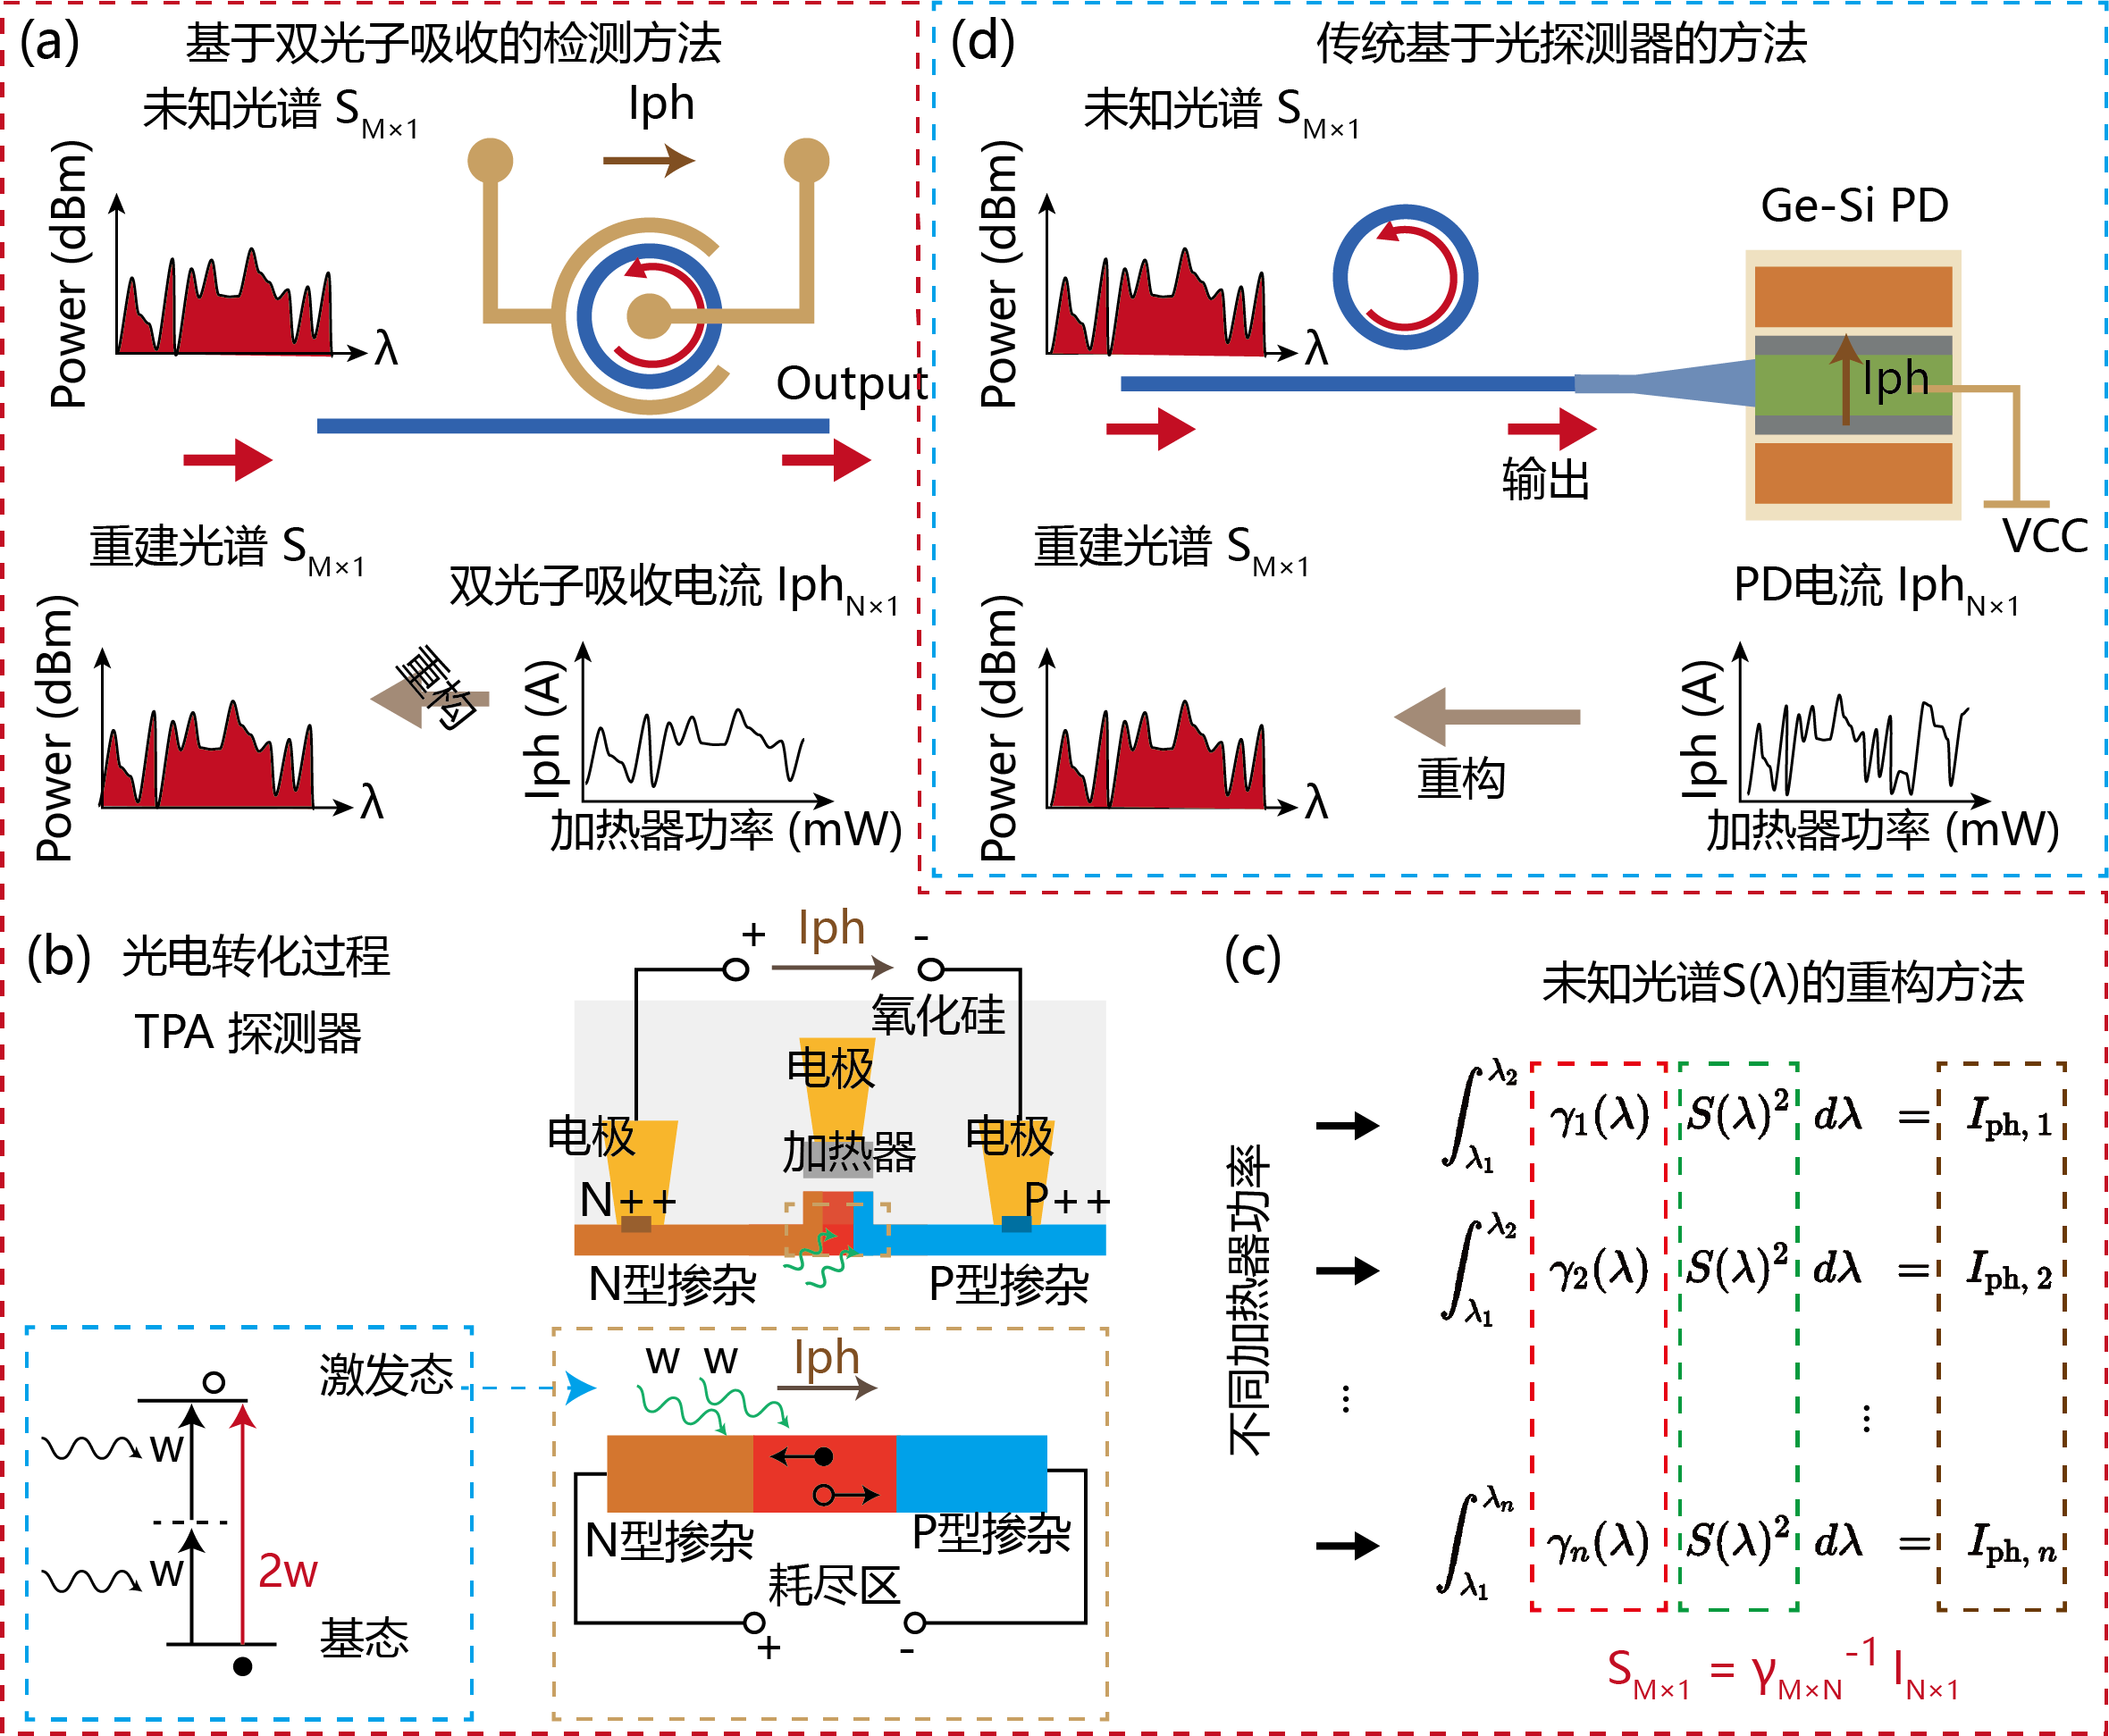 (a)
基于双光子吸收的检测方法
未知光谱 S_M×1
Iph
Power (dBm)
λ
Output
重建光谱 S_M×1
双光子吸收电流 Iph_N×1
Power (dBm)
λ
重构
Iph (A)
加热器功率 (mW)
(d)
传统基于光探测器的方法
未知光谱 S_M×1
Power (dBm)
λ
Ge-Si PD
Iph
输出
VCC
重建光谱 S_M×1
PD电流 Iph_N×1
Power (dBm)
λ
重构
Iph (A)
加热器功率 (mW)
(b)
光电转化过程
TPA 探测器
+ Iph -
氧化硅
电极
电极
加热器
电极
N++
P++
N型掺杂
P型掺杂
激发态
w
w
2w
基态
w w Iph
N型掺杂
P型掺杂
耗尽区
+ -
(c)
未知光谱S(λ)的重构方法
不同加热器功率
∫_λ1^λ2 γ1(λ) S(λ)² dλ = I_ph, 1
∫_λ1^λ2 γ2(λ) S(λ)² dλ = I_ph, 2
... ...
∫_λ1^λn γn(λ) S(λ)² dλ = I_ph, n
S_M×1 = γ_M×N^-1 I_N×1